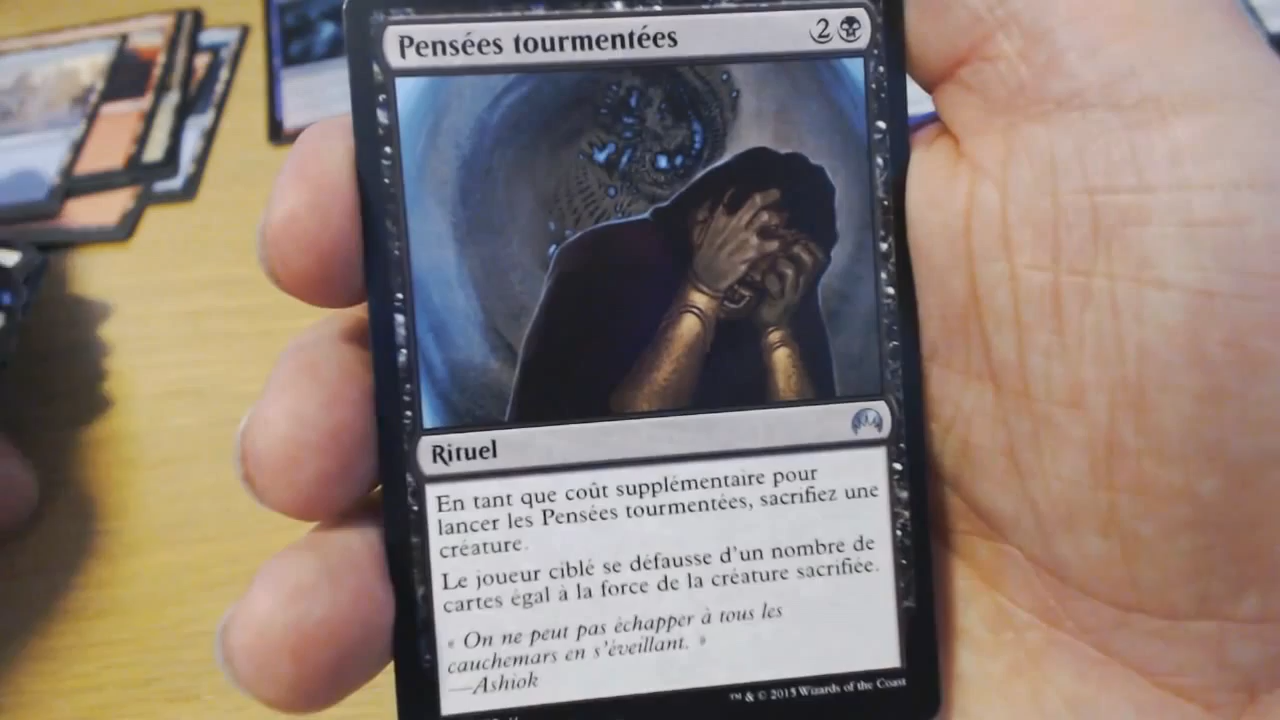 Pensées tourmentées 2
Rituel
En tant que coût supplémentaire pour
lancer les Pensées tourmentées, sacrifiez une
créature.
Le joueur ciblé se défausse d'un nombre de
cartes égal à la force de la créature sacrifiée.
« On ne peut pas échapper à tous les
cauchemars en s'éveillant. »
—Ashiok
™ & © 2015 Wizards of the Coast